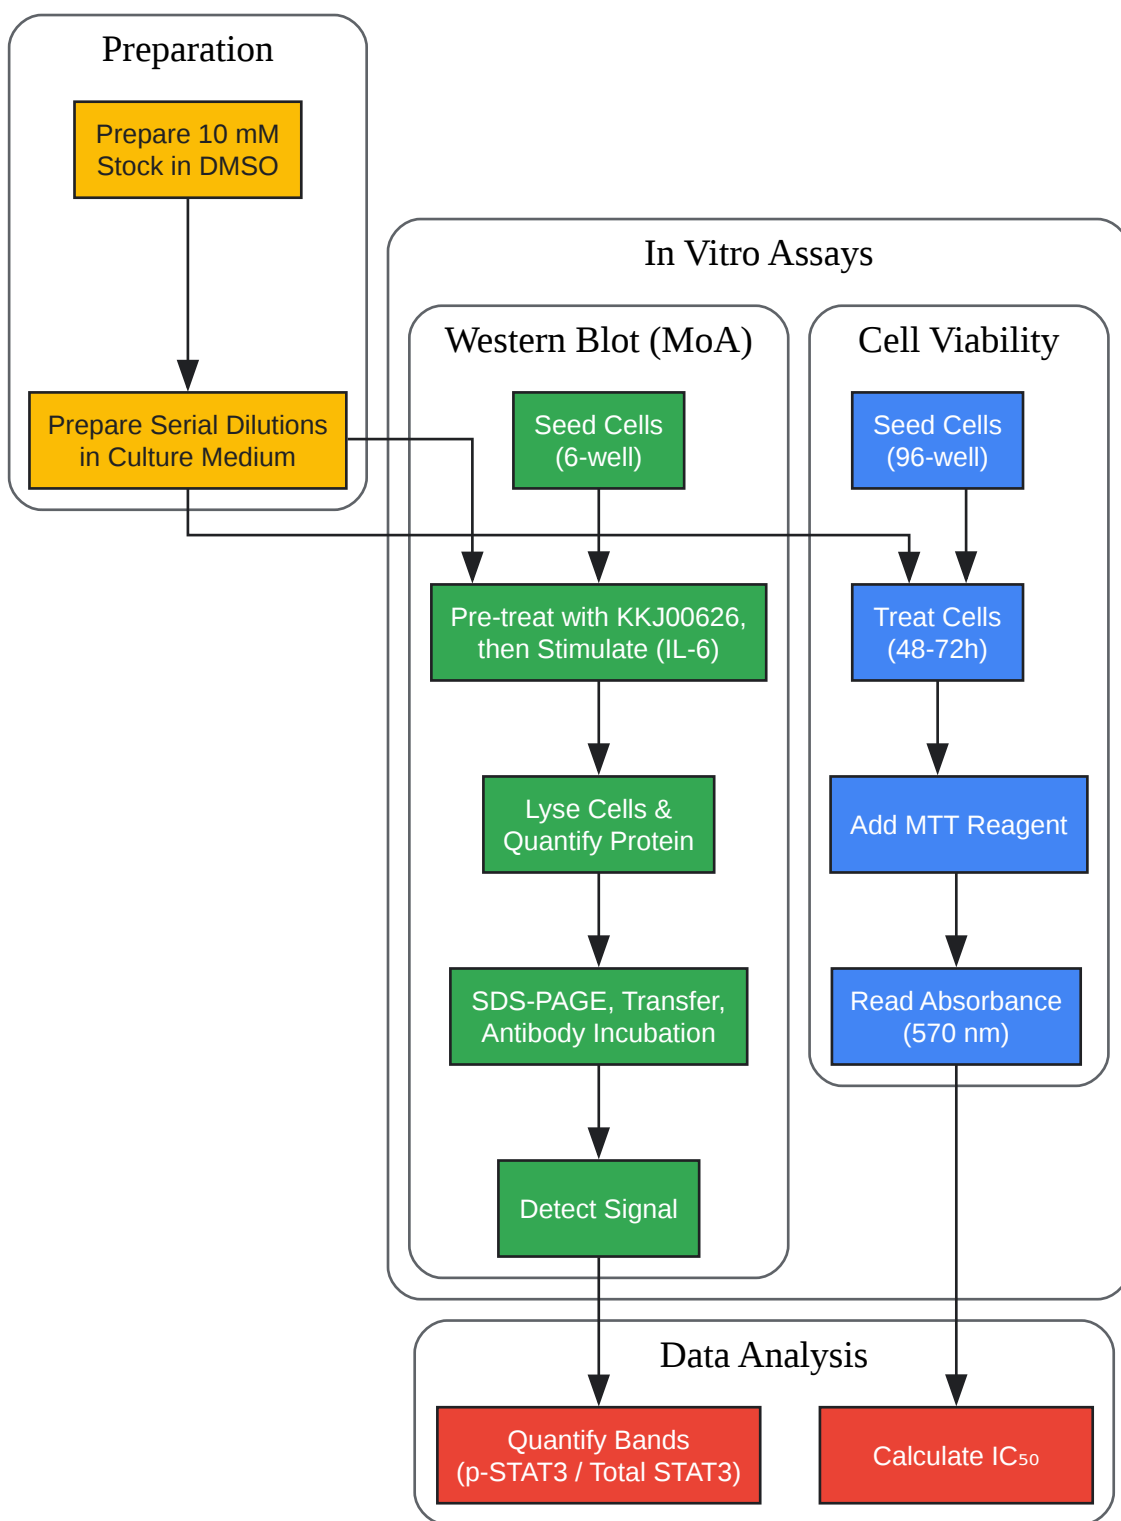 Preparation
Prepare 10 mM
Stock in DMSO
Prepare Serial Dilutions
in Culture Medium
In Vitro Assays
Western Blot (MoA)
Seed Cells
(6-well)
Pre-treat with KKJ00626,
then Stimulate (IL-6)
Lyse Cells &
Quantify Protein
SDS-PAGE, Transfer,
Antibody Incubation
Detect Signal
Cell Viability
Seed Cells
(96-well)
Treat Cells
(48-72h)
Add MTT Reagent
Read Absorbance
(570 nm)
Data Analysis
Quantify Bands
(p-STAT3 / Total STAT3)
Calculate IC₅₀